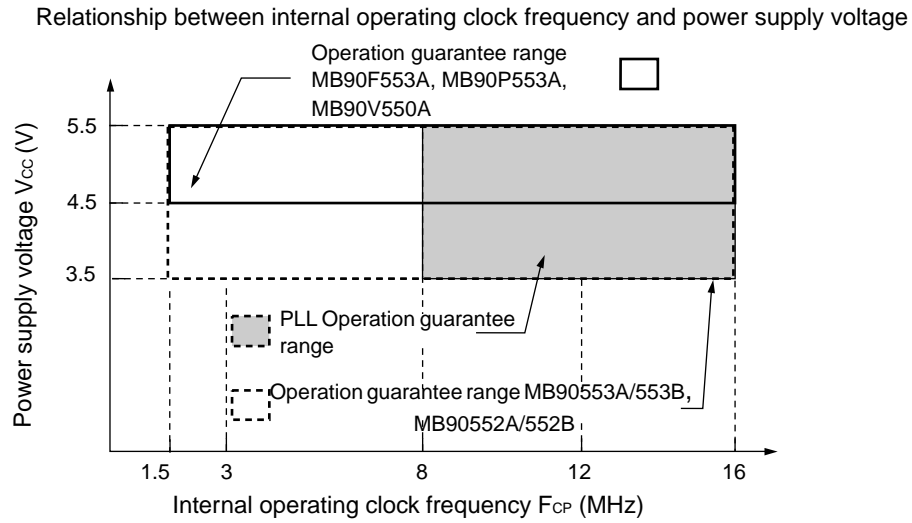 Relationship between internal operating clock frequency and power supply voltage
Operation guarantee range
MB90F553A, MB90P553A,
MB90V550A
Power supply voltage VCC (V)
5.5
4.5
3.5
PLL Operation guarantee
range
Operation guarantee range MB90553A/553B,
MB90552A/552B
1.5 3 8 12 16
Internal operating clock frequency FCP (MHz)